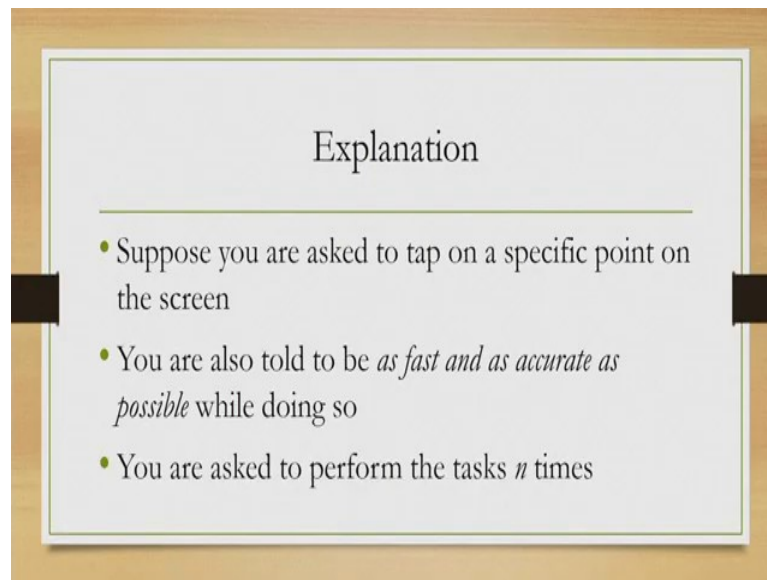 Explanation
• Suppose you are asked to tap on a specific point on
the screen
• You are also told to be as fast and as accurate as
possible while doing so
• You are asked to perform the tasks n times